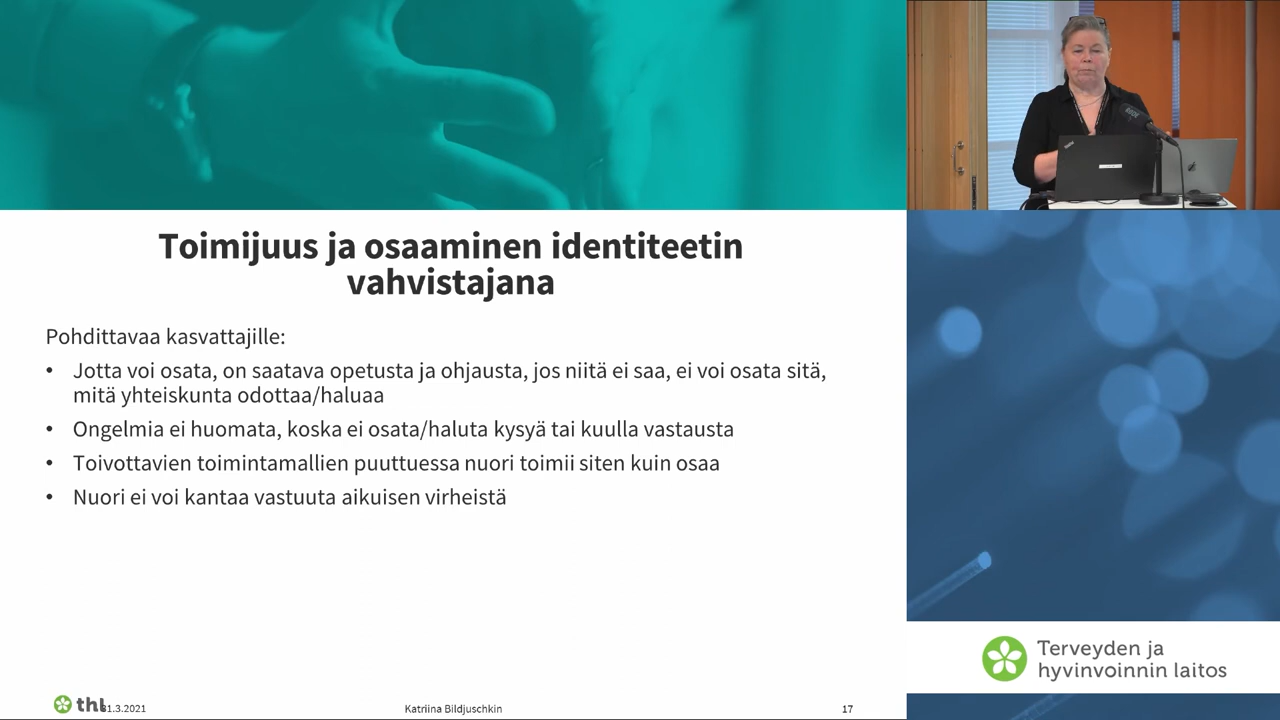 Toimijuus ja osaaminen identiteetin
vahvistajana
Pohdittavaa kasvattajille:
• Jotta voi osata, on saatava opetusta ja ohjausta, jos niitä ei saa, ei voi osata sitä,
mitä yhteiskunta odottaa/haluaa
• Ongelmia ei huomata, koska ei osata/haluta kysyä tai kuulla vastausta
• Toivottavien toimintamallien puuttuessa nuori toimii siten kuin osaa
• Nuori ei voi kantaa vastuuta aikuisen virheistä
thl
31.3.2021
Katriina Bildjuschkin
17
Terveyden ja
hyvinvoinnin laitos